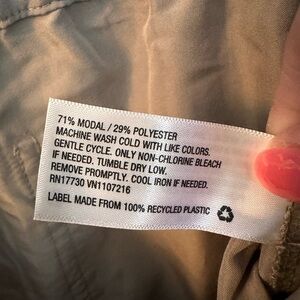 71% MODAL / 29% POLYESTER
MACHINE WASH COLD WITH LIKE COLORS.
GENTLE CYCLE. ONLY NON-CHLORINE BLEACH
IF NEEDED. TUMBLE DRY LOW.
REMOVE PROMPTLY. COOL IRON IF NEEDED.
RN17730 VN1107216
LABEL MADE FROM 100% RECYCLED PLASTIC